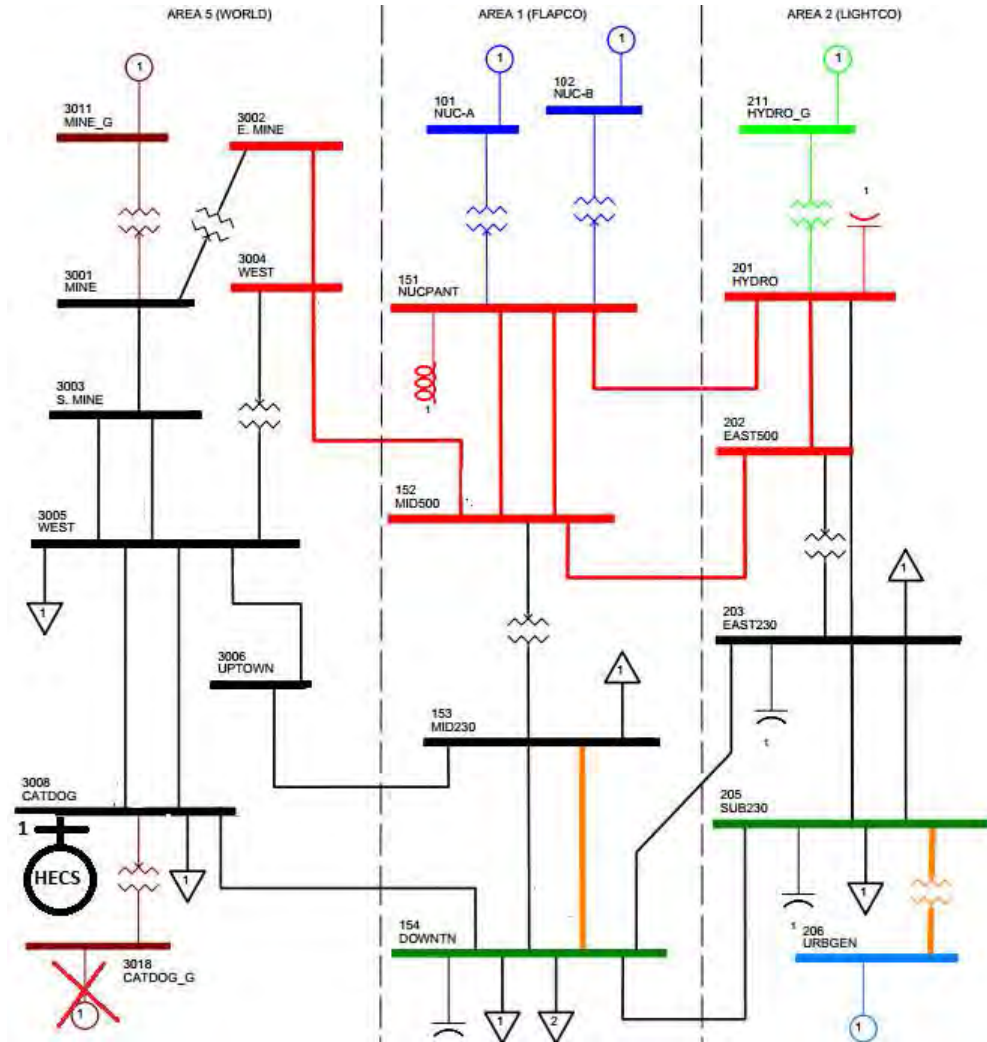 AREA 5 (WORLD)
AREA 1 (FLAPCO)
AREA 2 (LIGHTCO)
1
3011
MINE_G
3002
E. MINE
3001
MINE
3004
WEST
3003
S. MINE
3005
WEST
1
3006
UPTOWN
3008
CATDOG
1
HECS
1
3018
CATDOG_G
1
1
101
NUC-A
1
102
NUC-B
151
NUCPANT
1
152
MID500
1
153
MID230
154
DOWNTN
1
2
1
211
HYDRO_G
1
201
HYDRO
202
EAST500
1
203
EAST230
1
205
SUB230
1
1
206
URBGEN
1